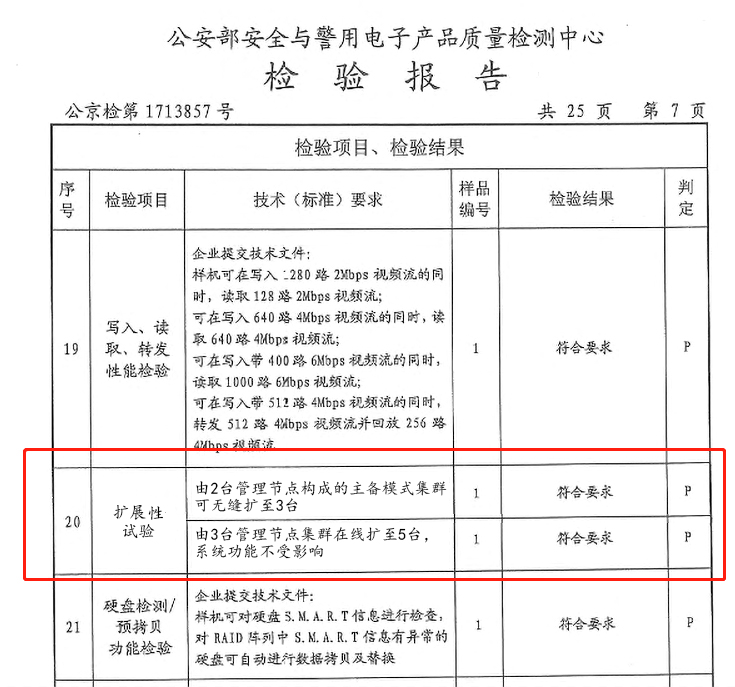 公安部安全与警用电子产品质量检测中心
检 验 报 告
公京检第 1713857 号
共 25 页 第 7 页
检验项目、检验结果
序号 检验项目 技术（标准）要求 样品编号 检验结果 判定
19
写入、读
取、转发
性能检验
企业提交技术文件:
样机可在写入 1280 路 2Mbps 视频流的同
时，读取 128 路 2Mbps 视频流;
可在写入 640 路 4Mbps 视频流的同时，读
取 640 路 4Mbps 视频流;
可在写入带 400 路 6Mbps 视频流的同时，
读取 1000 路 6Mbps 视频流;
可在写入带 512 路 4Mbps 视频流的同时，
转发 512 路 4Mbps 视频流并回放 256 路
4Mbps 视频流
1 符合要求 P
20
扩展性
试验
由2台管理节点构成的主备模式集群
可无缝扩至3台
1 符合要求 P
由3台管理节点集群在线扩至5台，
系统功能不受影响
1 符合要求 P
21
硬盘检测/
预拷贝
功能检验
企业提交技术文件:
样机可对硬盘 S.M.A.R.T 信息进行检查，
对 RAID 阵列中 S.M.A.R.T 信息有异常的
硬盘可自动进行数据拷贝及替换
1 符合要求 P